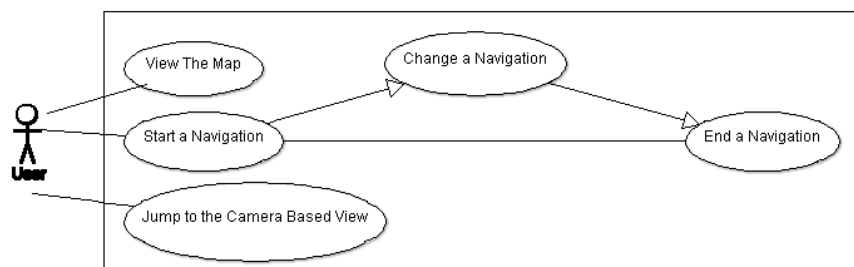 View The Map
Change a Navigation
Start a Navigation
End a Navigation
User
Jump to the Camera Based View